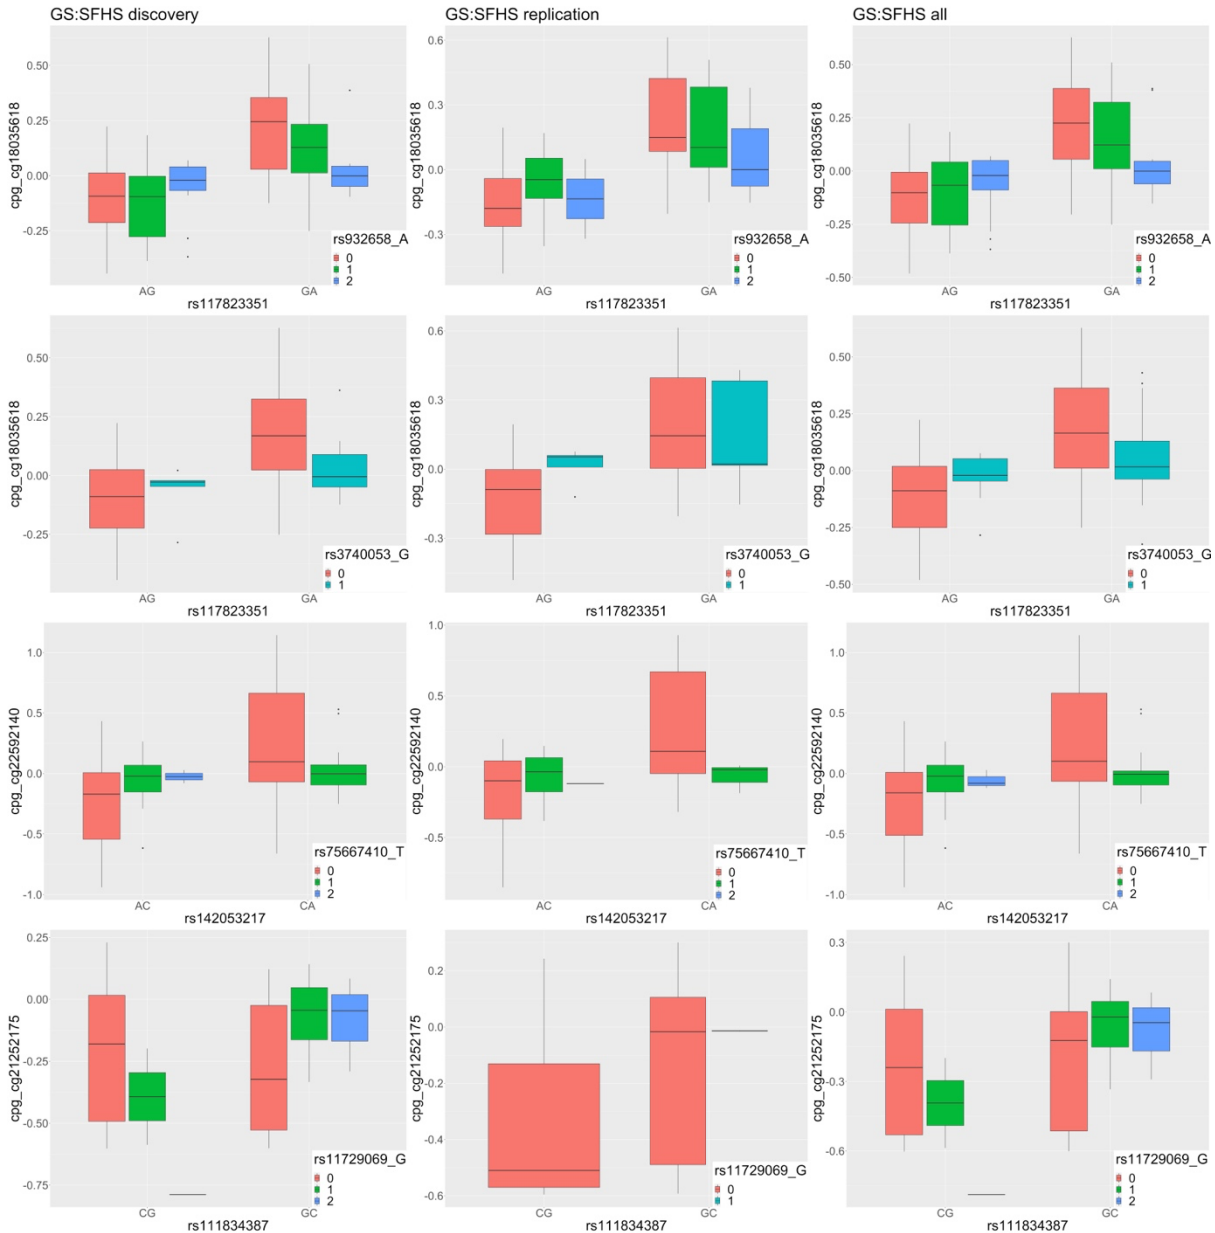 GS:SFHS discovery
GS:SFHS replication
GS:SFHS all
cpg_cg18035618
0.50
0.25
0.00
-0.25
AG
GA
rs117823351
rs932658_A
0
1
2
cpg_cg18035618
0.6
0.3
0.0
-0.3
AG
GA
rs117823351
rs932658_A
0
1
2
cpg_cg18035618
0.50
0.25
0.00
-0.25
-0.50
AG
GA
rs117823351
rs932658_A
0
1
2
cpg_cg18035618
0.50
0.25
0.00
-0.25
AG
GA
rs117823351
rs3740053_G
0
1
cpg_cg18035618
0.6
0.3
0.0
-0.3
AG
GA
rs117823351
rs3740053_G
0
1
cpg_cg18035618
0.50
0.25
0.00
-0.25
-0.50
AG
GA
rs117823351
rs3740053_G
0
1
cpg_cg22592140
1.0
0.5
0.0
-0.5
-1.0
AC
CA
rs142053217
rs75667410_T
0
1
2
cpg_cg22592140
1.0
0.5
0.0
-0.5
AC
CA
rs142053217
rs75667410_T
0
1
2
cpg_cg22592140
1.0
0.5
0.0
-0.5
-1.0
AC
CA
rs142053217
rs75667410_T
0
1
2
cpg_cg21252175
0.25
0.00
-0.25
-0.50
-0.75
CG
GC
rs111834387
rs11729069_G
0
1
2
cpg_cg21252175
0.2
0.0
-0.2
-0.4
-0.6
CG
GC
rs111834387
rs11729069_G
0
1
cpg_cg21252175
0.3
0.0
-0.3
-0.6
CG
GC
rs111834387
rs11729069_G
0
1
2